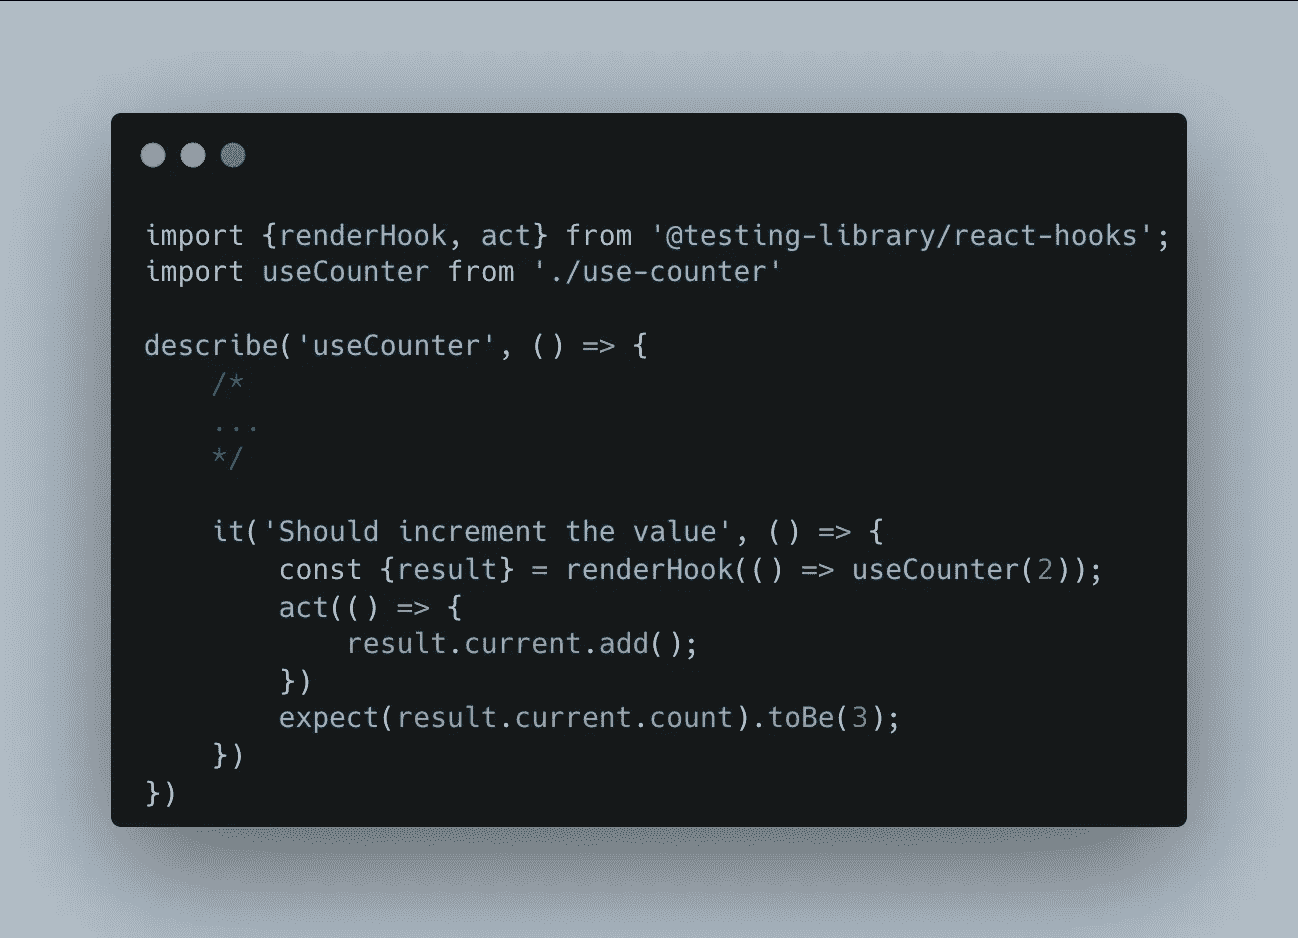 import {renderHook, act} from '@testing-library/react-hooks';
import useCounter from './use-counter'
describe('useCounter', () => {
/*
...
*/
it('Should increment the value', () => {
const {result} = renderHook(() => useCounter(2));
act(() => {
result.current.add();
})
expect(result.current.count).toBe(3);
})
})